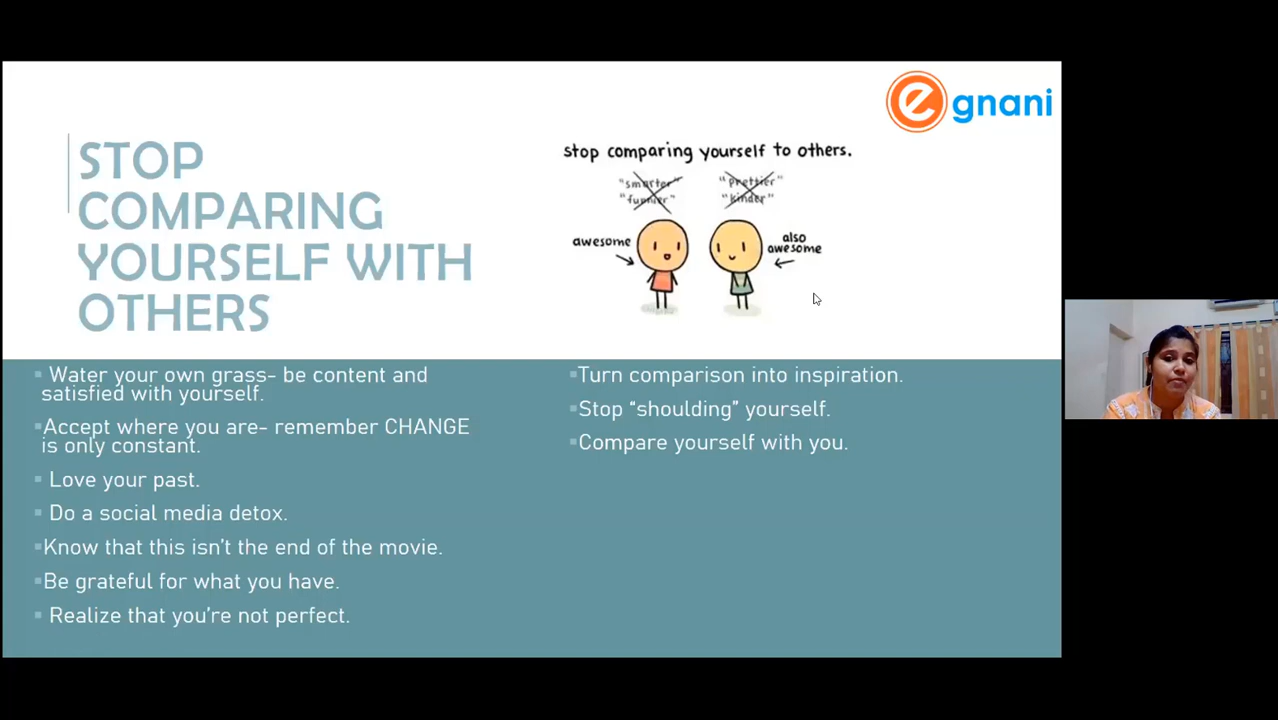 e gnani
STOP
COMPARING
YOURSELF WITH
OTHERS
stop comparing yourself to others.
"smarter" "prettier"
"funnier" "kinder"
awesome
also
awesome
Water your own grass- be content and
satisfied with yourself.
Accept where you are- remember CHANGE
is only constant.
Love your past.
Do a social media detox.
Know that this isn't the end of the movie.
Be grateful for what you have.
Realize that you're not perfect.
Turn comparison into inspiration.
Stop "shoulding" yourself.
Compare yourself with you.